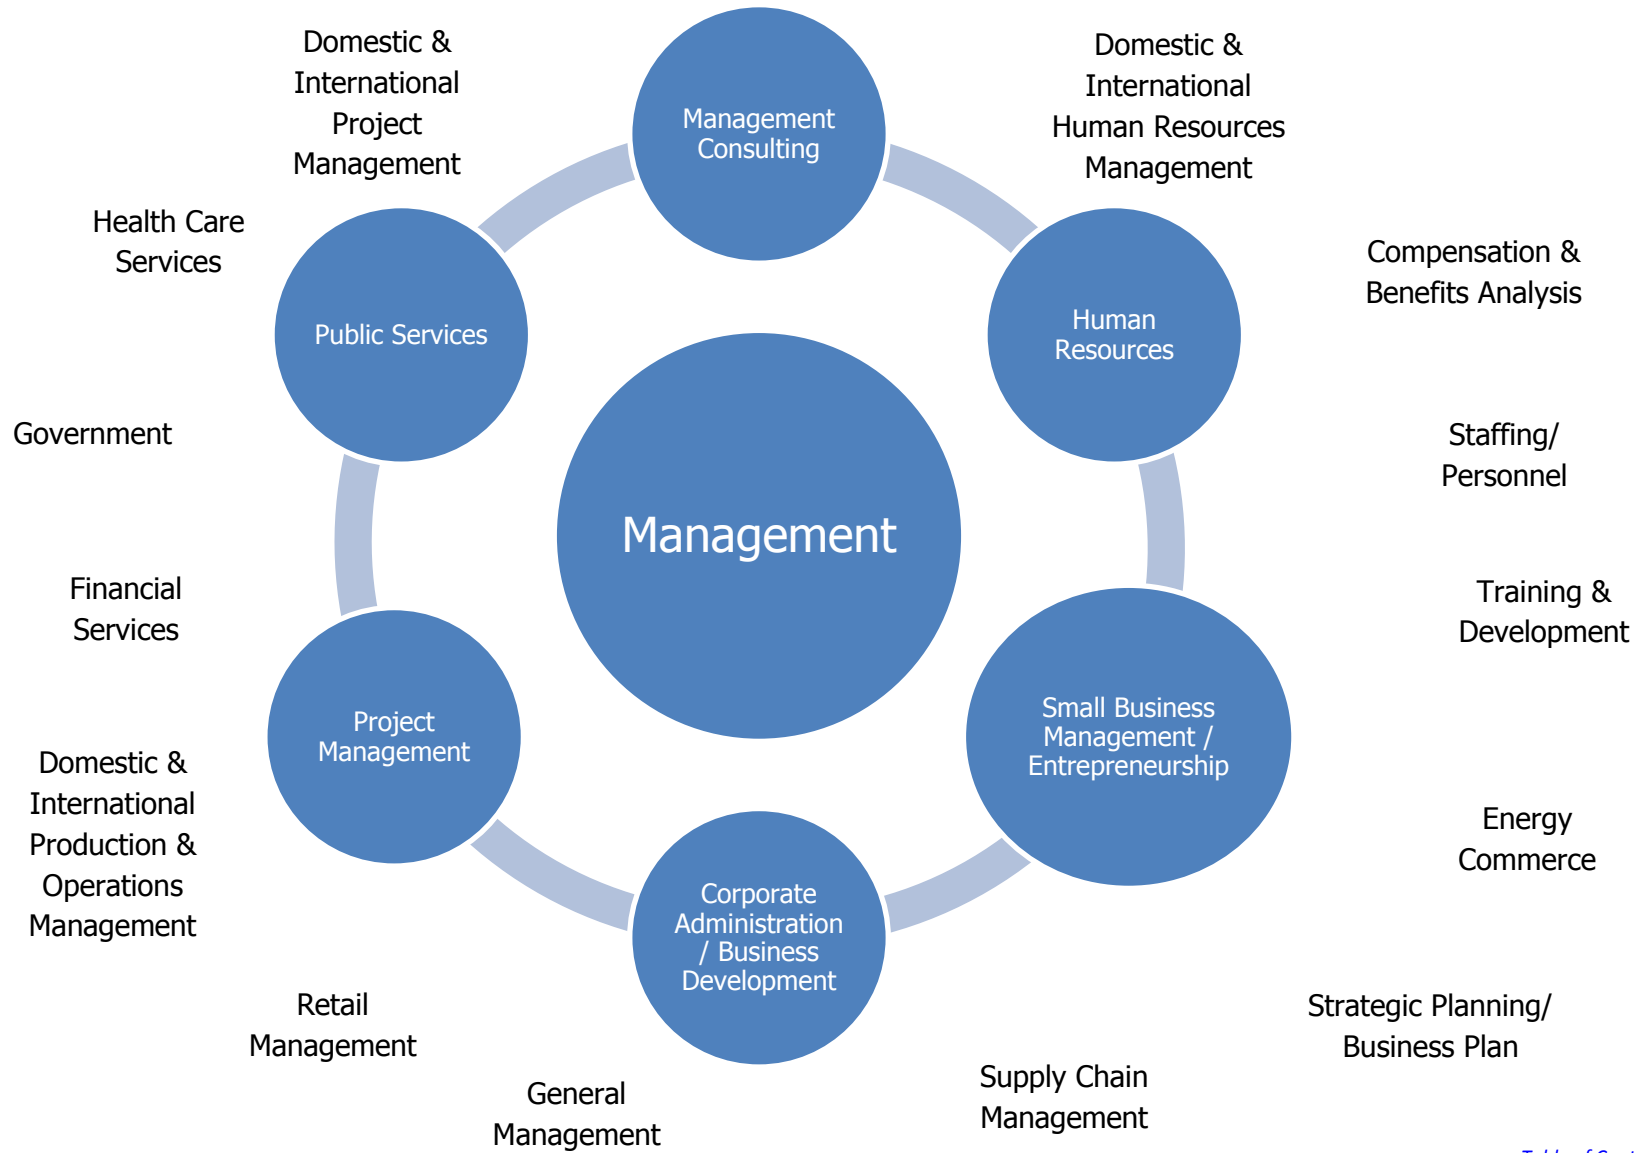 Domestic &
International
Project
Management
Management
Consulting
Domestic &
International
Human Resources
Management
Health Care
Services
Public Services
Human
Resources
Compensation &
Benefits Analysis
Government
Management
Staffing/
Personnel
Financial
Services
Training &
Development
Project
Management
Small Business
Management /
Entrepreneurship
Domestic &
International
Production &
Operations
Management
Energy
Commerce
Corporate
Administration
/ Business
Development
Retail
Management
Strategic Planning/
Business Plan
General
Management
Supply Chain
Management
Table of